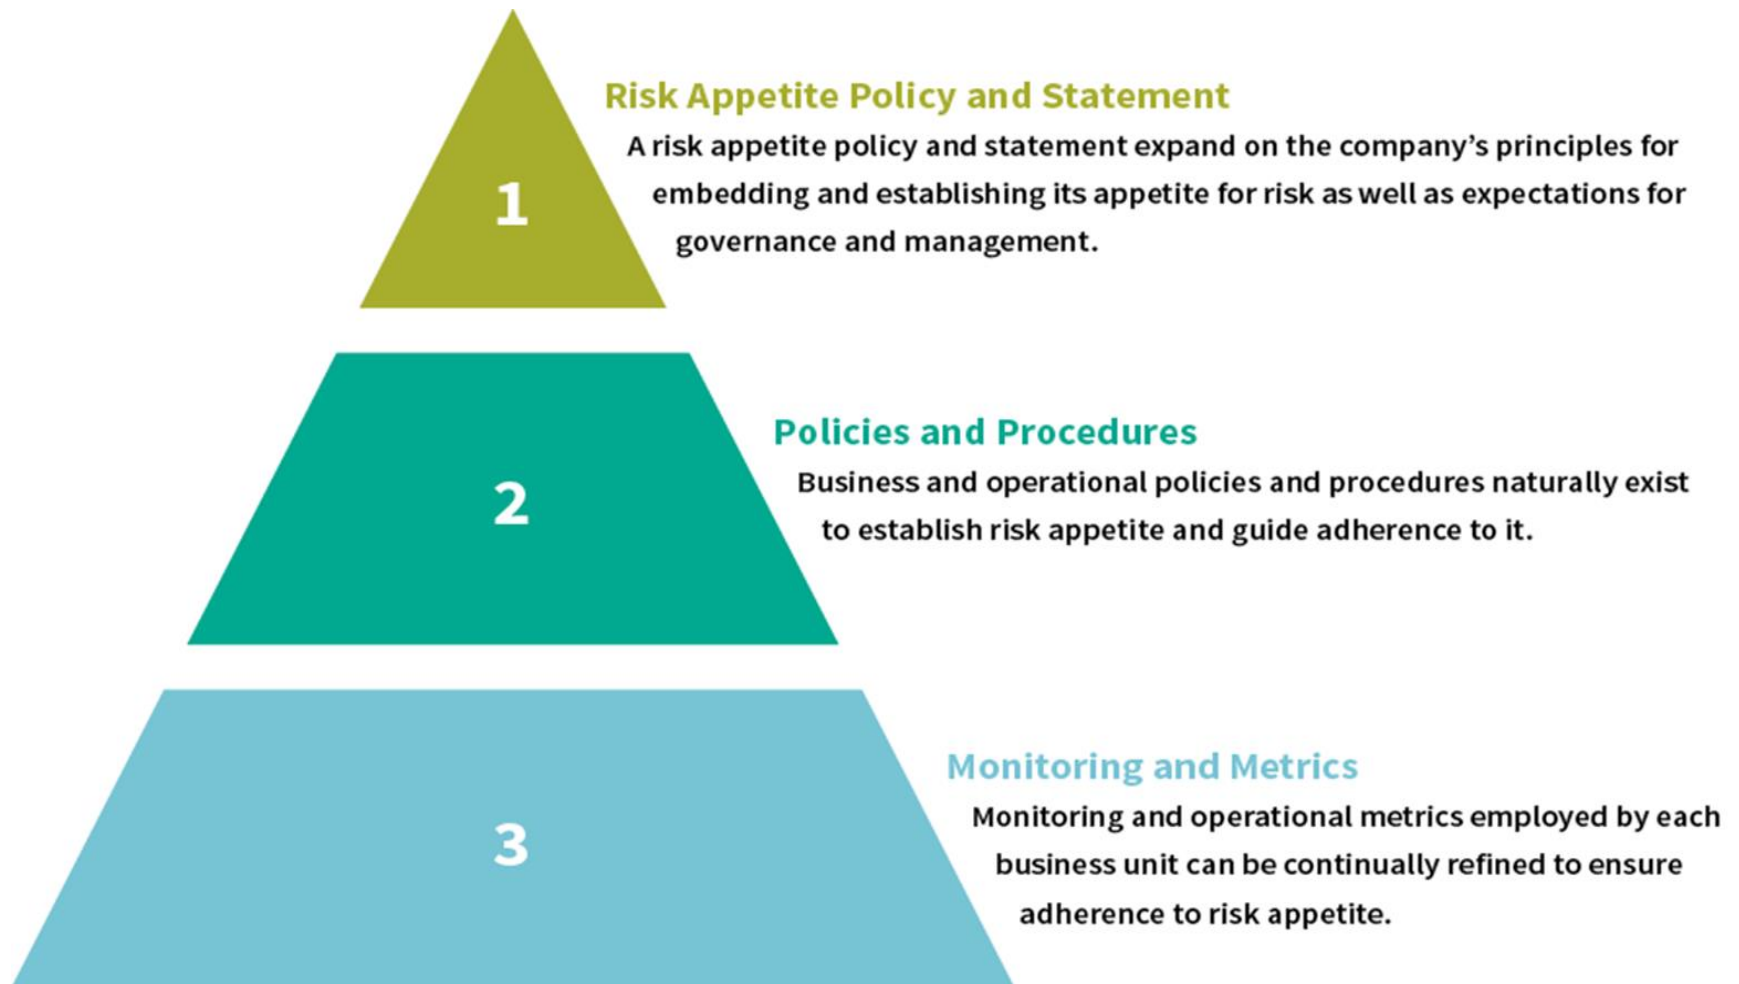 1
Risk Appetite Policy and Statement
A risk appetite policy and statement expand on the company’s principles for
embedding and establishing its appetite for risk as well as expectations for
governance and management.
2
Policies and Procedures
Business and operational policies and procedures naturally exist
to establish risk appetite and guide adherence to it.
3
Monitoring and Metrics
Monitoring and operational metrics employed by each
business unit can be continually refined to ensure
adherence to risk appetite.